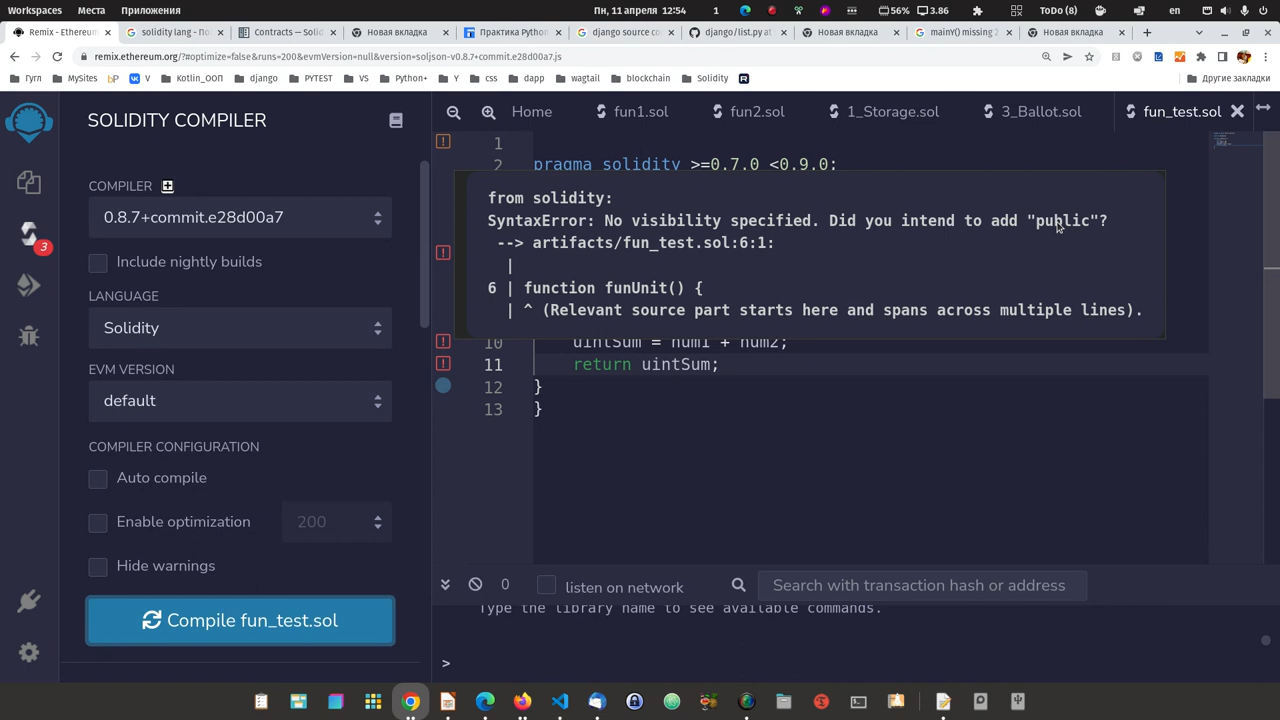 Workspaces Места Приложения Пн, 11 апреля 12:54 56% 3.86 ToDo (8) en
Remix - Ethereum solidity lang - По Contracts — Soli Новая вкладка Практика Python django source co django/list.py at Новая вкладка mainY() missing 2 Новая вкладка
remix.ethereum.org/?#optimize=false&runs=200&evmVersion=null&version=soljson-v0.8.7+commit.e28d00a7.js
Гугл MySites V Kotlin_ООП django PYTEST VS Python+ Y css dapp wagtail blockchain Solidity Другие закладки
SOLIDITY COMPILER
Home fun1.sol fun2.sol 1_Storage.sol 3_Ballot.sol fun_test.sol
1
2 pragma solidity >=0.7.0 <0.9.0;
COMPILER
0.8.7+commit.e28d00a7
3
Include nightly builds
LANGUAGE
Solidity
EVM VERSION
default
COMPILER CONFIGURATION
Auto compile
Enable optimization 200
Hide warnings
Compile fun_test.sol
from solidity:
SyntaxError: No visibility specified. Did you intend to add "public"?
--> artifacts/fun_test.sol:6:1:
|
6 | function funUnit() {
| ^ (Relevant source part starts here and spans across multiple lines).
10 uintSum = num1 + num2;
11 return uintSum;
12 }
13 }
0 listen on network Search with transaction hash or address
Type the library name to see available commands.
>